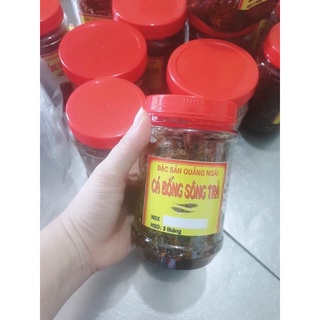 ĐẶC SẢN QUẢNG NGÃI
CÁ BỐNG SÔNG TRÀ
NSX:
HSD: 3 tháng